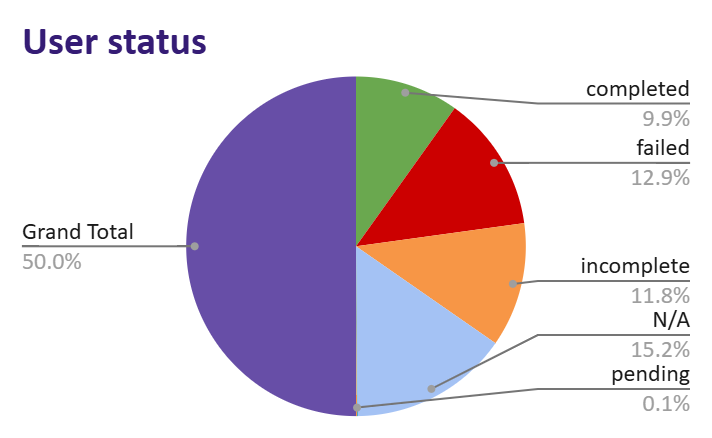 User status
completed
9.9%
failed
12.9%
Grand Total
50.0%
incomplete
11.8%
N/A
15.2%
pending
0.1%